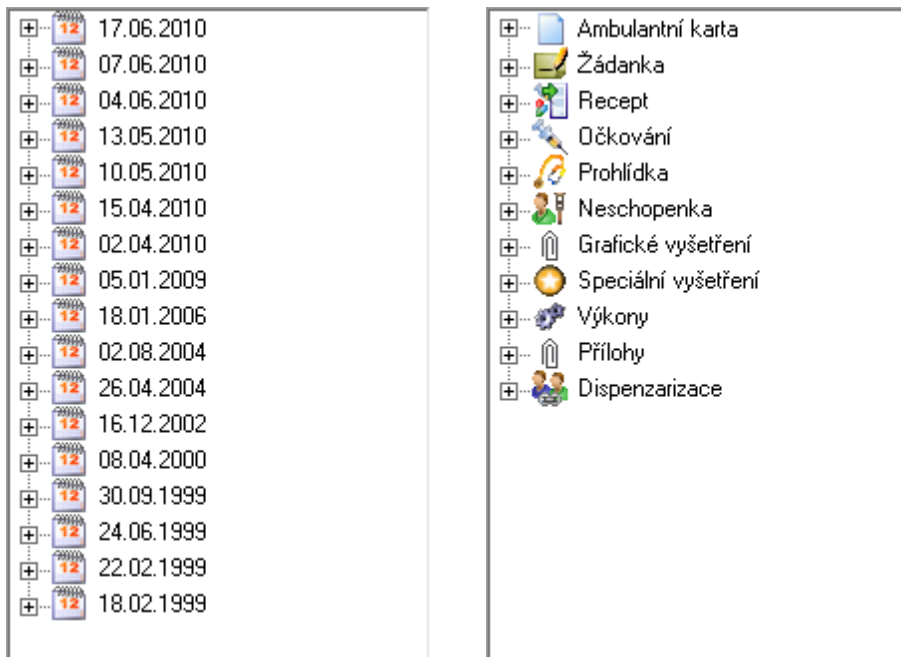 17.06.2010
07.06.2010
04.06.2010
13.05.2010
10.05.2010
15.04.2010
02.04.2010
05.01.2009
18.01.2006
02.08.2004
26.04.2004
16.12.2002
08.04.2000
30.09.1999
24.06.1999
22.02.1999
18.02.1999
Ambulantní karta
Žádanka
Recept
Očkování
Prohlídka
Neschopenka
Grafické vyšetření
Speciální vyšetření
Výkony
Přílohy
Dispenzarizace